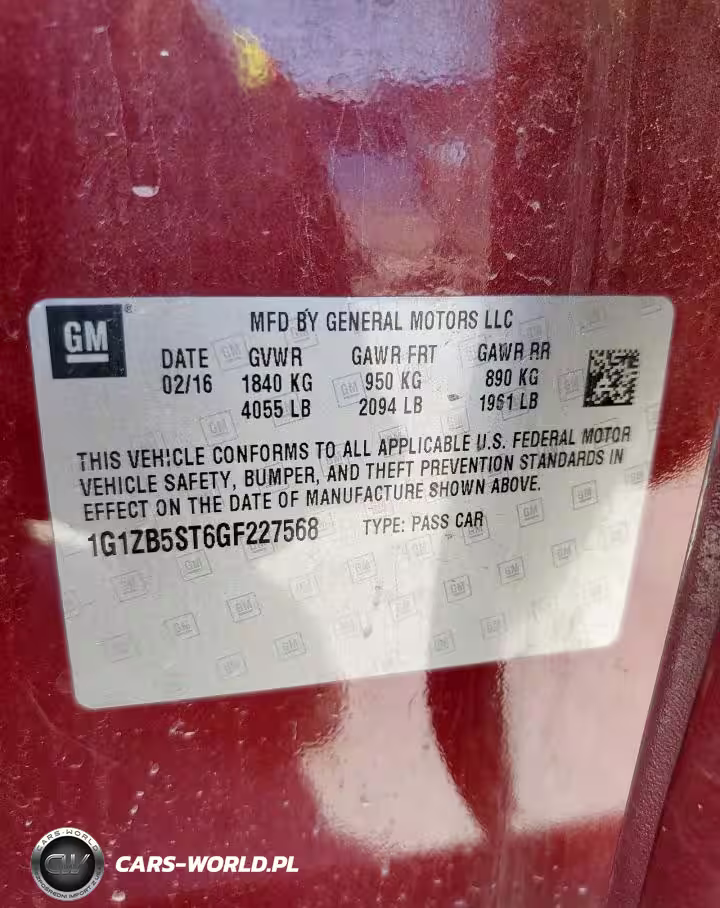 GM
MFD BY GENERAL MOTORS LLC
DATE GVWR GAWR FRT GAWR RR
02/16 1840 KG 950 KG 890 KG
4055 LB 2094 LB 1961 LB
THIS VEHICLE CONFORMS TO ALL APPLICABLE U.S. FEDERAL MOTOR
VEHICLE SAFETY, BUMPER, AND THEFT PREVENTION STANDARDS IN
EFFECT ON THE DATE OF MANUFACTURE SHOWN ABOVE.
1G1ZB5ST6GF227568 TYPE: PASS CAR
CARS-WORLD
CW
CARS-WORLD.PL